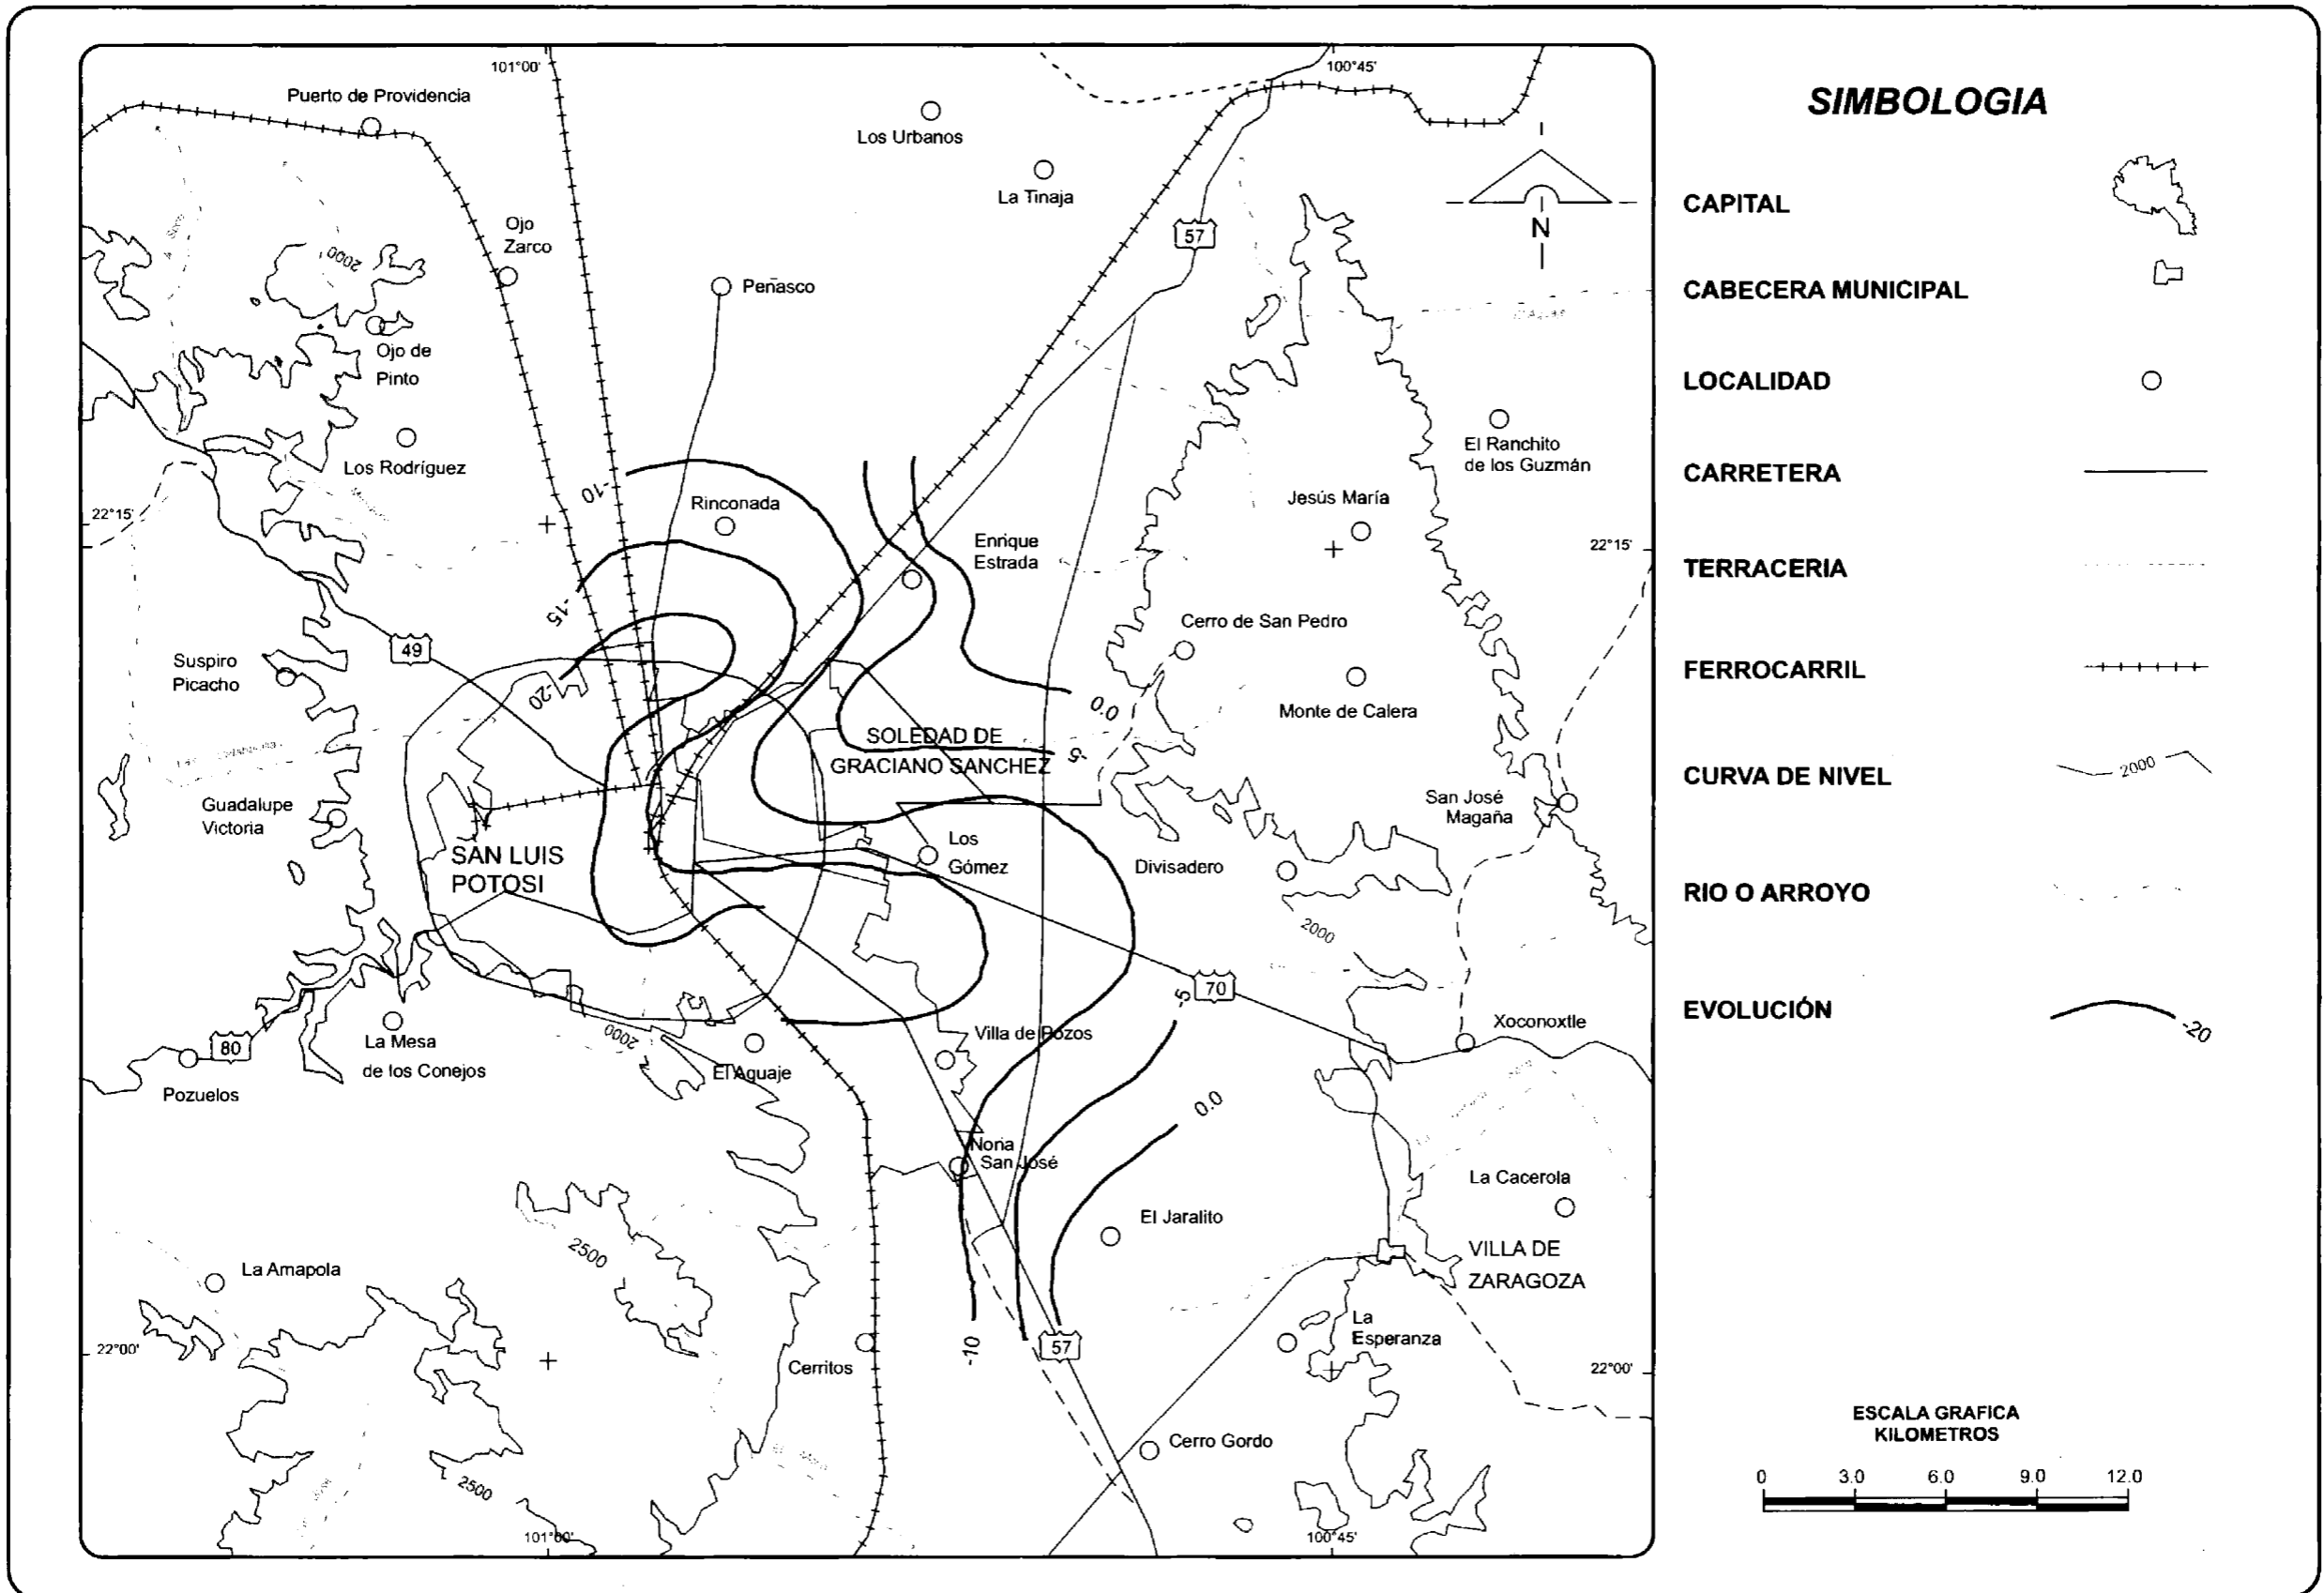 101°00'
100°45'
Puerto de Providencia
Los Urbanos
La Tinaja
57
N
Ojo
Zarco
2000
Peñasco
Ojo de
Pinto
Los Rodríguez
El Ranchito
de los Guzmán
-10
Rinconada
Jesús María
22°15'
22°15'
Enrique
Estrada
-15
Cerro de San Pedro
49
Suspiro
Picacho
-20
Monte de Calera
0.0
SOLEDAD DE
GRACIANO SANCHEZ
-5
San José
Magaña
Guadalupe
Victoria
SAN LUIS
POTOSI
Los
Gómez
Divisadero
2000
-5
70
Xoconoxtle
Villa de Pozos
2000
La Mesa
de los Conejos
80
El Aguaje
Pozuelos
0.0
Noria
San José
La Cacerola
El Jaralito
2500
VILLA DE
ZARAGOZA
La Amapola
La
Esperanza
22°00'
22°00'
Cerritos
-10
57
Cerro Gordo
2500
101°00'
100°45'
SIMBOLOGIA
CAPITAL
CABECERA MUNICIPAL
LOCALIDAD
CARRETERA
TERRACERIA
FERROCARRIL
CURVA DE NIVEL
2000
RIO O ARROYO
EVOLUCIÓN
-20
ESCALA GRAFICA
KILOMETROS
0 3.0 6.0 9.0 12.0